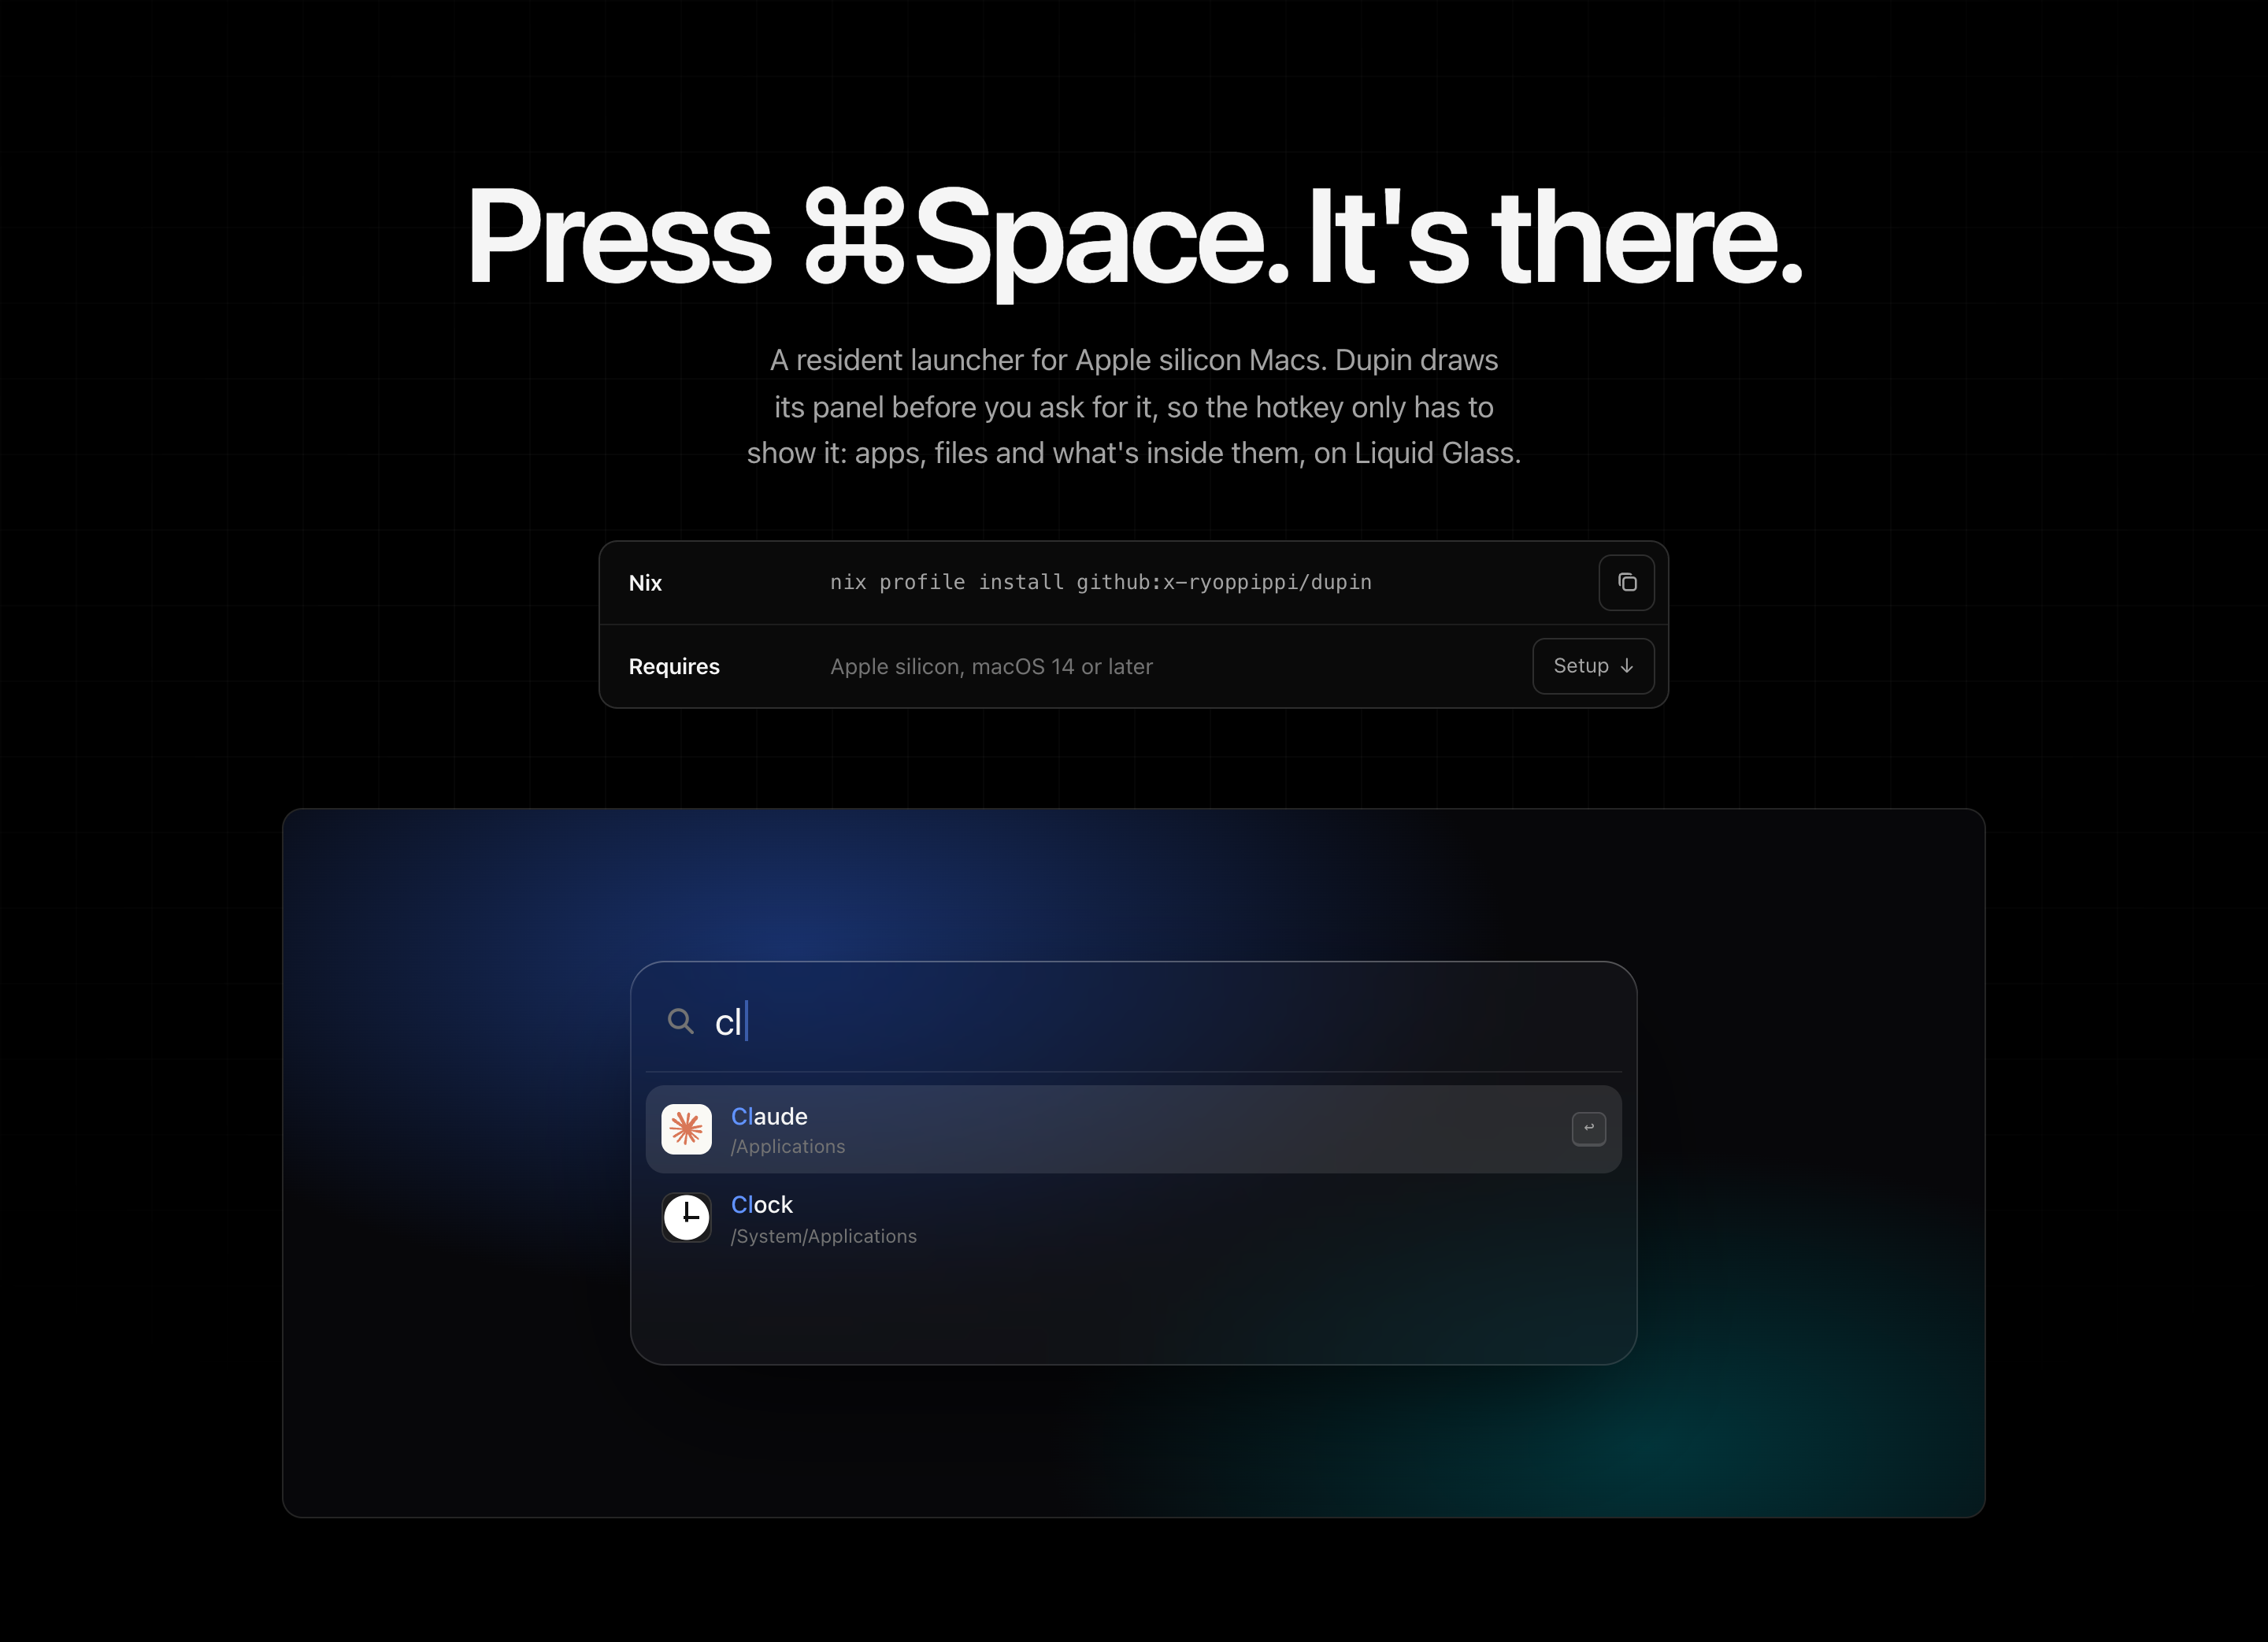 Press ⌘Space. It's there.
A resident launcher for Apple silicon Macs. Dupin draws
its panel before you ask for it, so the hotkey only has to
show it: apps, files and what's inside them, on Liquid Glass.
Nix nix profile install github:x-ryoppippi/dupin
Requires Apple silicon, macOS 14 or later Setup ↓
cl
Claude
/Applications
↩
Clock
/System/Applications